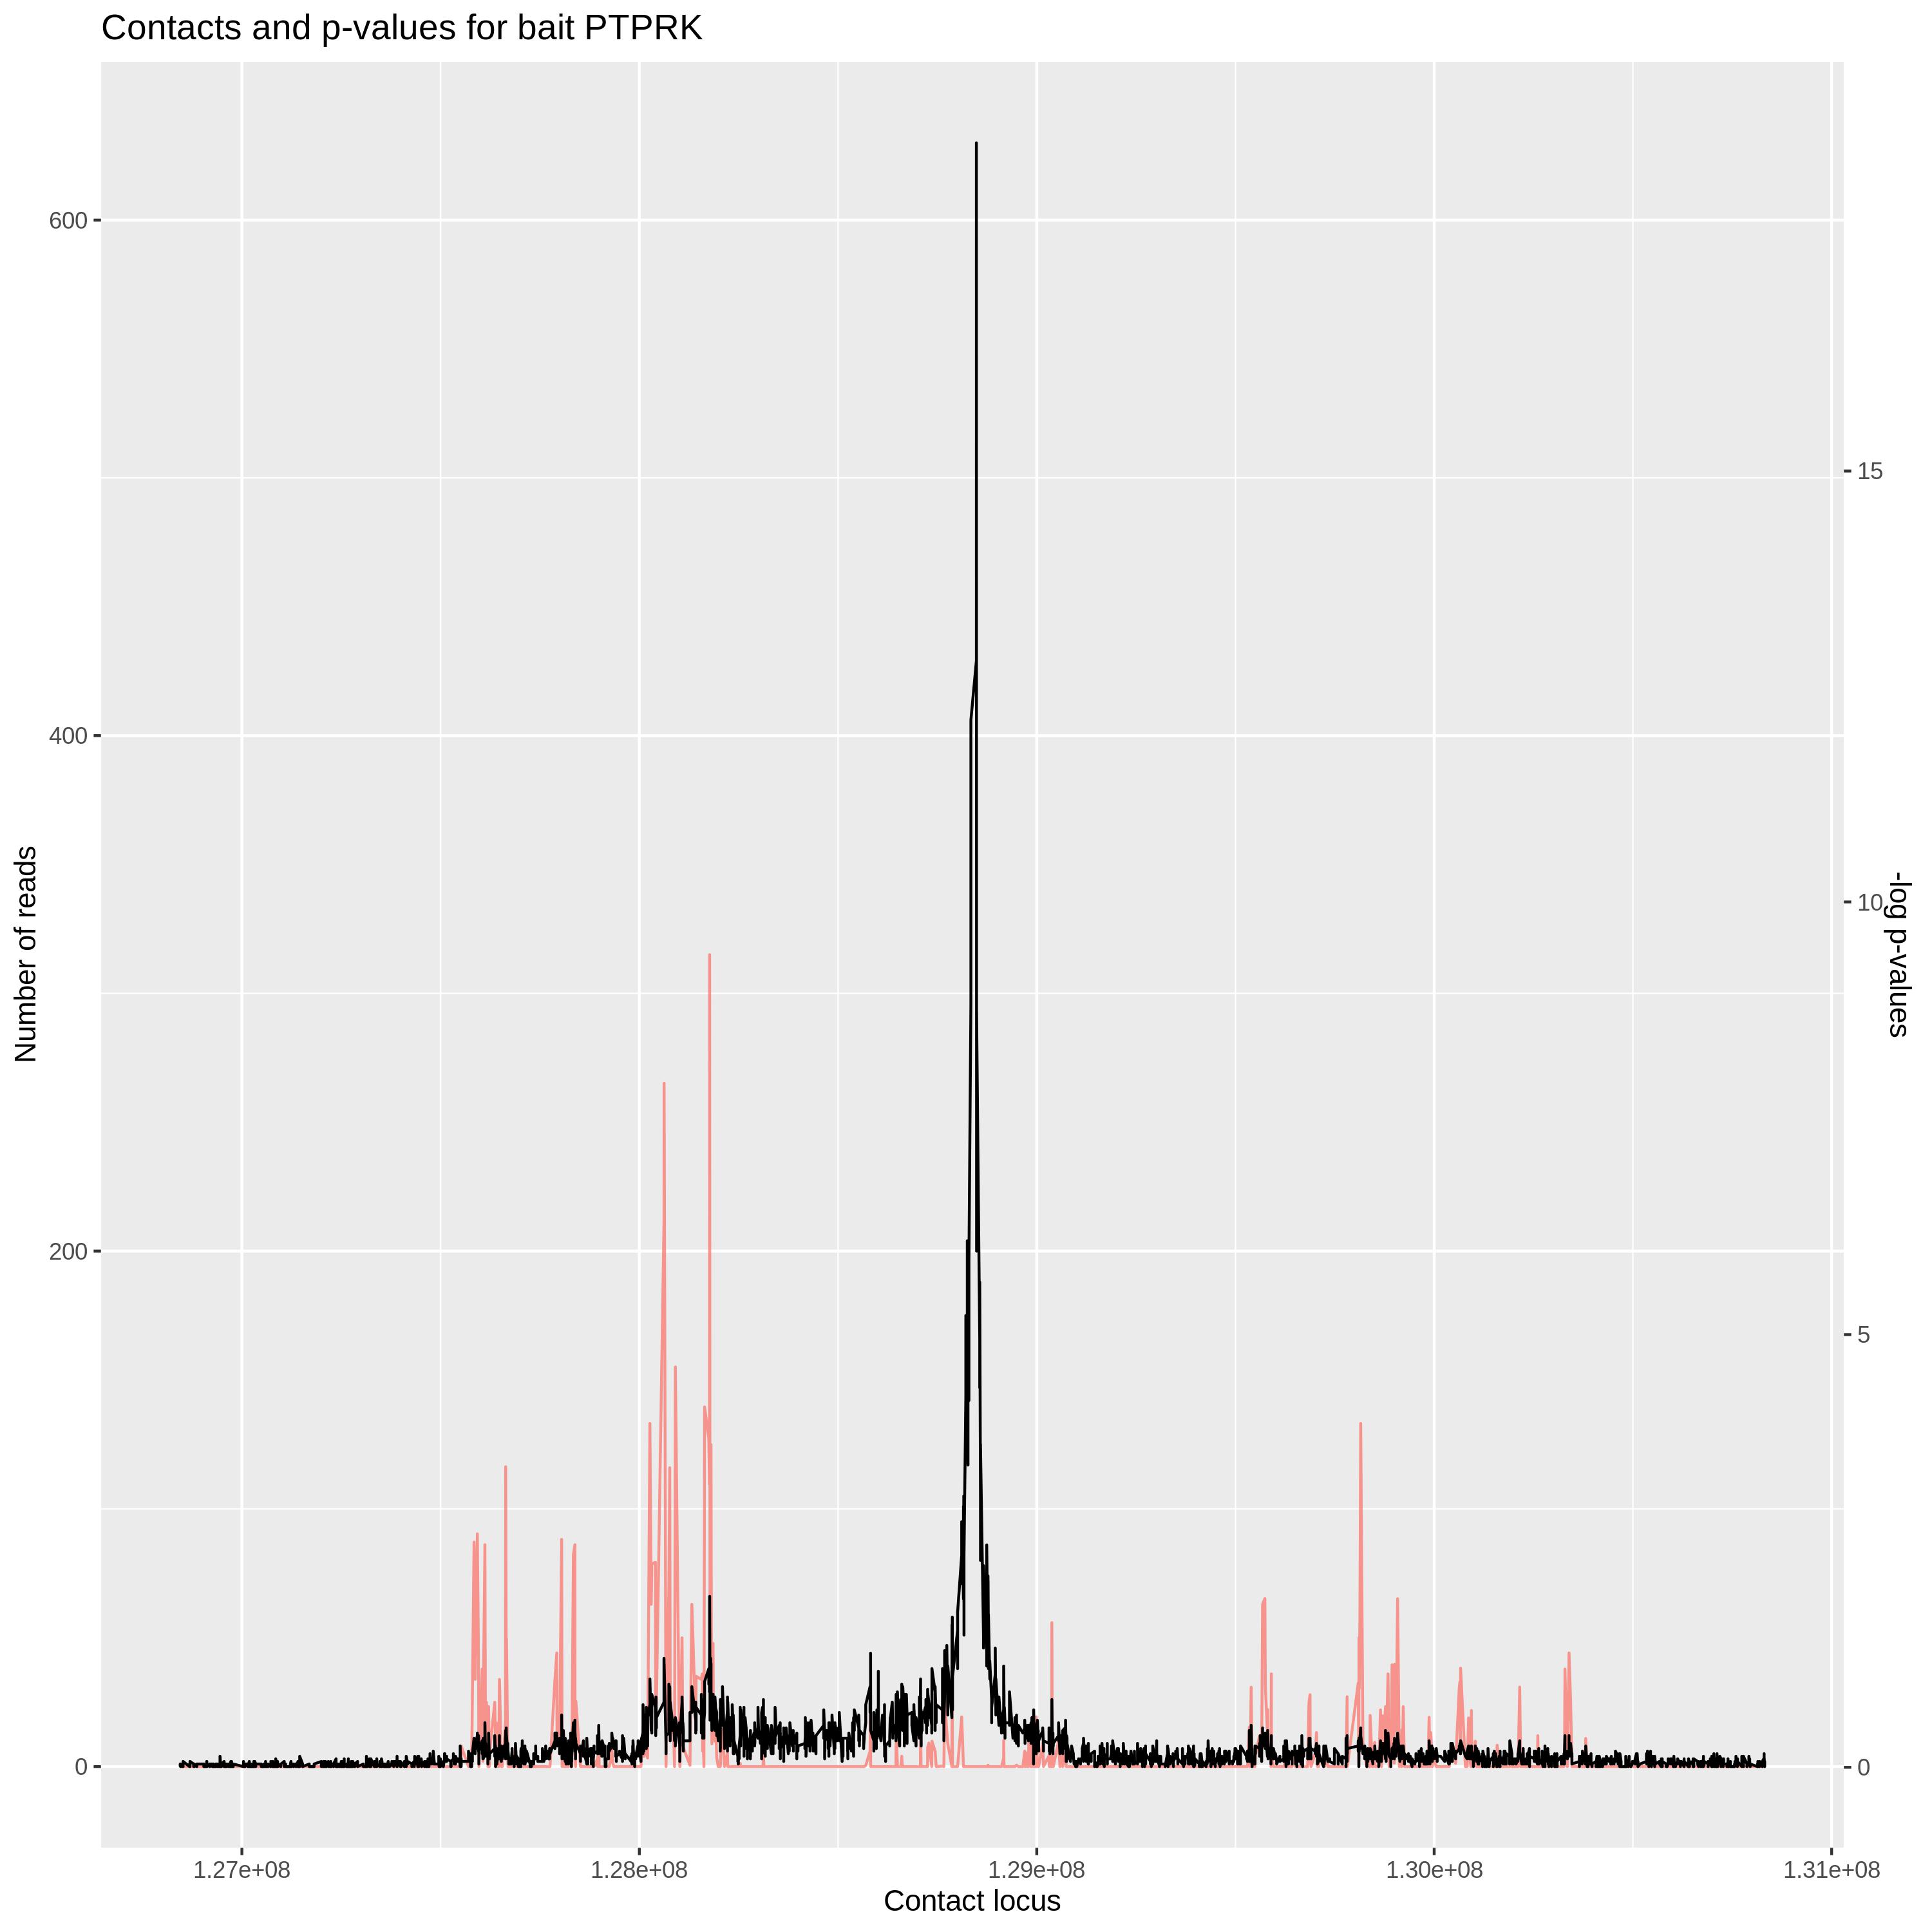 Contacts and p-values for bait PTPRK
600
400
200
0
Number of reads
15
10
5
0
-log p-values
1.27e+08 1.28e+08 1.29e+08 1.30e+08 1.31e+08
Contact locus